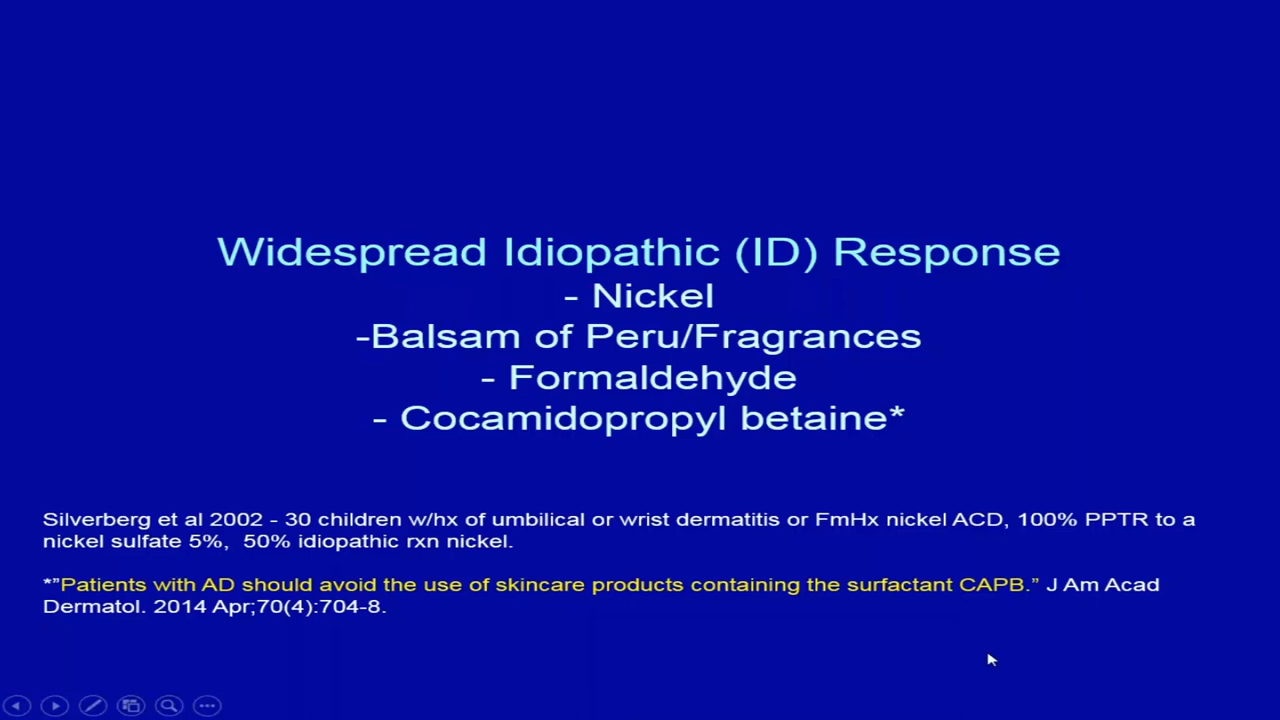 Widespread Idiopathic (ID) Response
- Nickel
-Balsam of Peru/Fragrances
- Formaldehyde
- Cocamidopropyl betaine*
Silverberg et al 2002 - 30 children w/hx of umbilical or wrist dermatitis or FmHx nickel ACD, 100% PPTR to a
nickel sulfate 5%,  50% idiopathic rxn nickel.
*”Patients with AD should avoid the use of skincare products containing the surfactant CAPB.” J Am Acad
Dermatol. 2014 Apr;70(4):704-8.